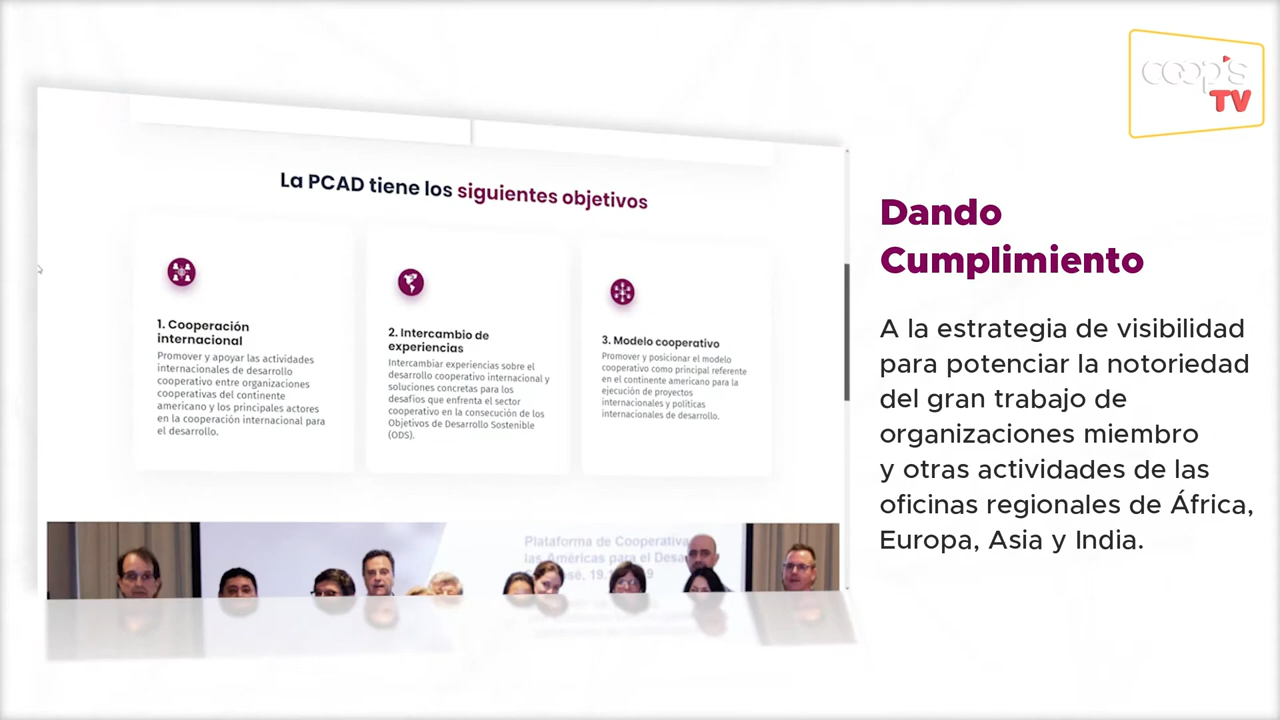 coop's
TV
La PCAD tiene los siguientes objetivos
1. Cooperación
internacional
Promover y apoyar las actividades
internacionales de desarrollo
cooperativo entre organizaciones
cooperativas del continente
americano y los principales actores
en la cooperación internacional para
el desarrollo.
2. Intercambio de
experiencias
Intercambiar experiencias sobre el
desarrollo cooperativo internacional y
soluciones concretas para los
desafíos que enfrenta el sector
cooperativo en la consecución de los
Objetivos de Desarrollo Sostenible
(ODS).
3. Modelo cooperativo
Promover y posicionar el modelo
cooperativo como principal referente
en el continente americano para la
ejecución de proyectos
internacionales y políticas
internacionales de desarrollo.
Plataforma de Cooperativa
las Américas para el
Dando
Cumplimiento
A la estrategia de visibilidad
para potenciar la notoriedad
del gran trabajo de
organizaciones miembro
y otras actividades de las
oficinas regionales de África,
Europa, Asia y India.